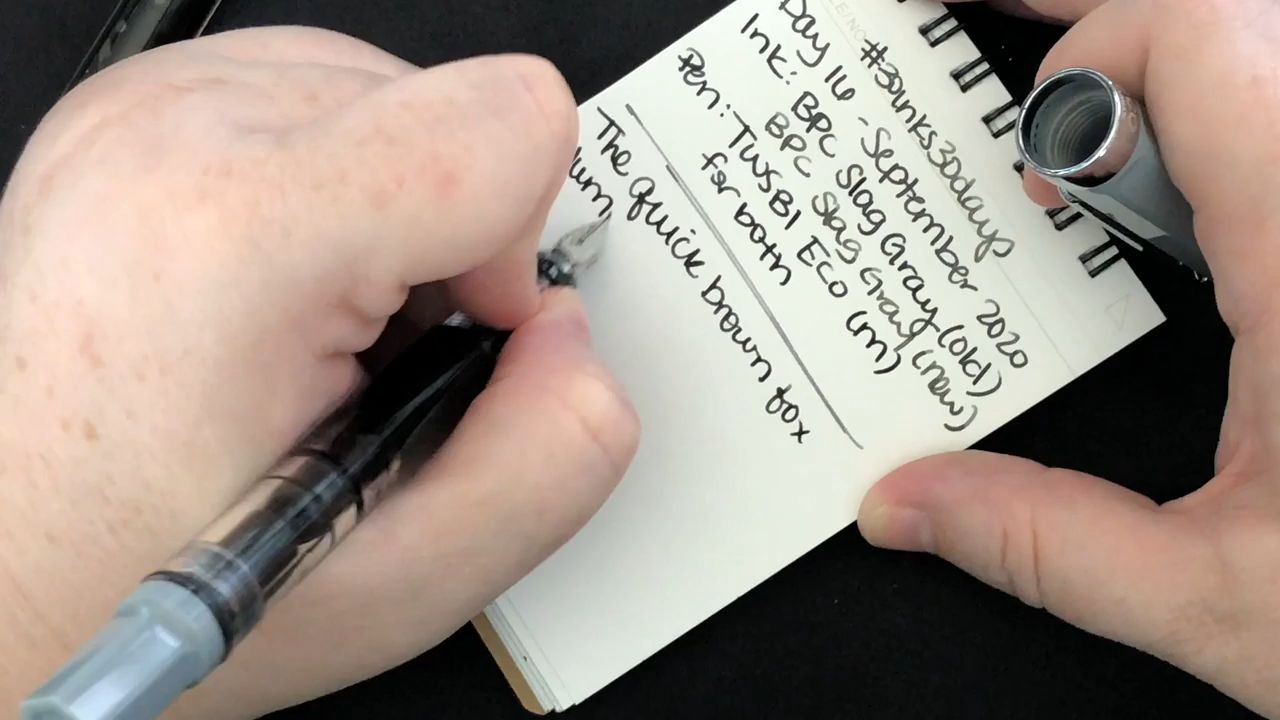 #30inks30days
Day 16 - September 2020
Ink: BPC Slag Gray (old)
BPC Slag Gray (new)
Pen: TWSBI Eco (m)
for both
The quick brown fox